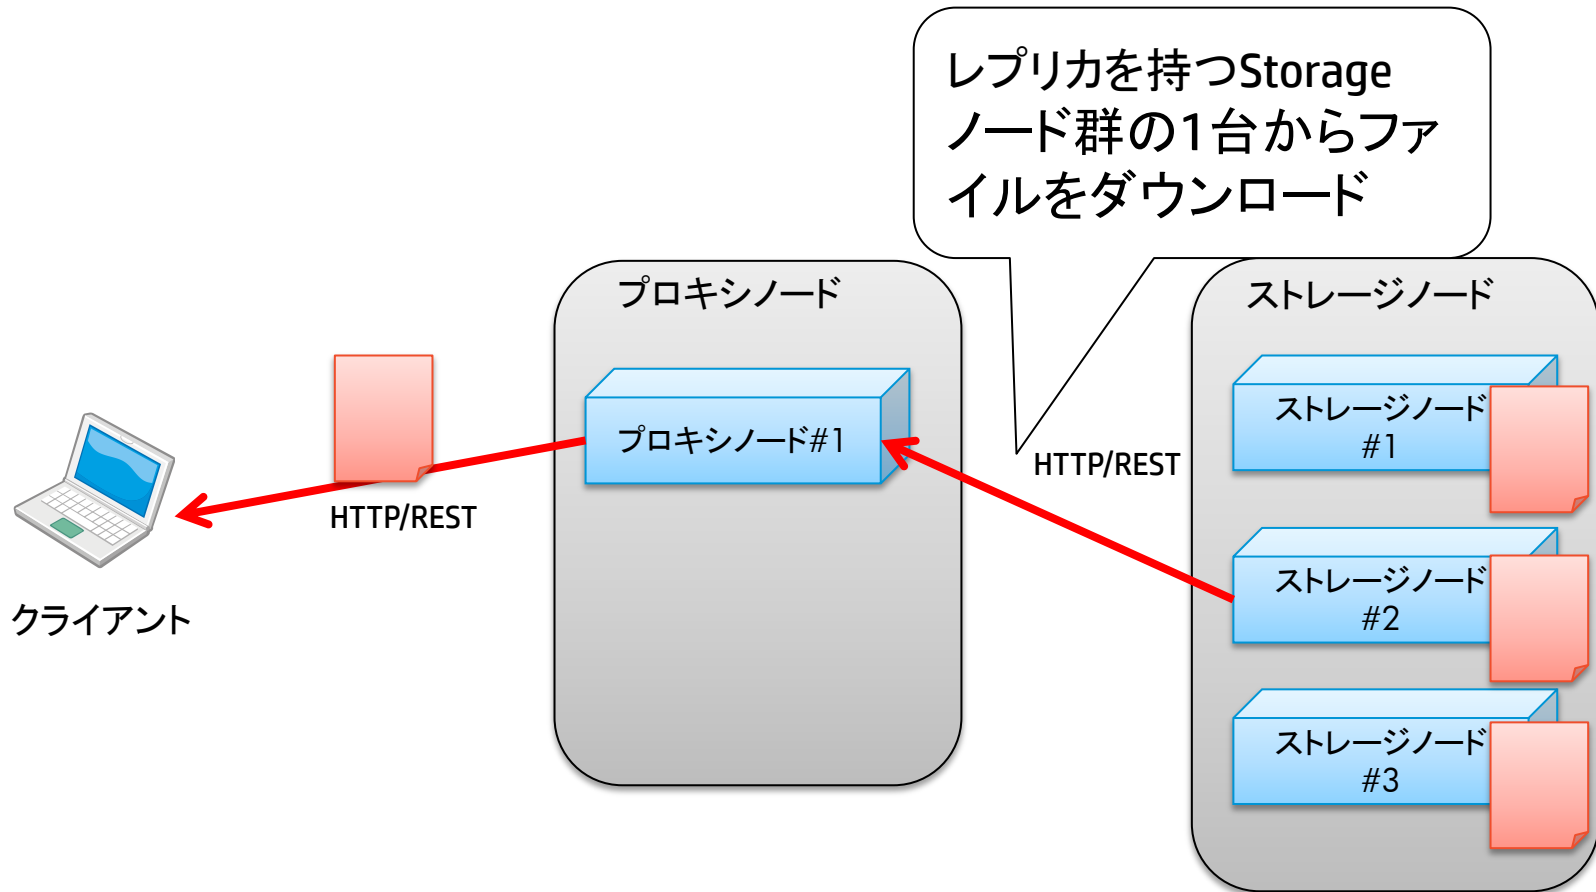 レプリカを持つStorage
ノード群の1台からファ
イルをダウンロード
プロキシノード
ストレージノード
プロキシノード#1
ストレージノード
#1
HTTP/REST
HTTP/REST
ストレージノード
#2
クライアント
ストレージノード
#3